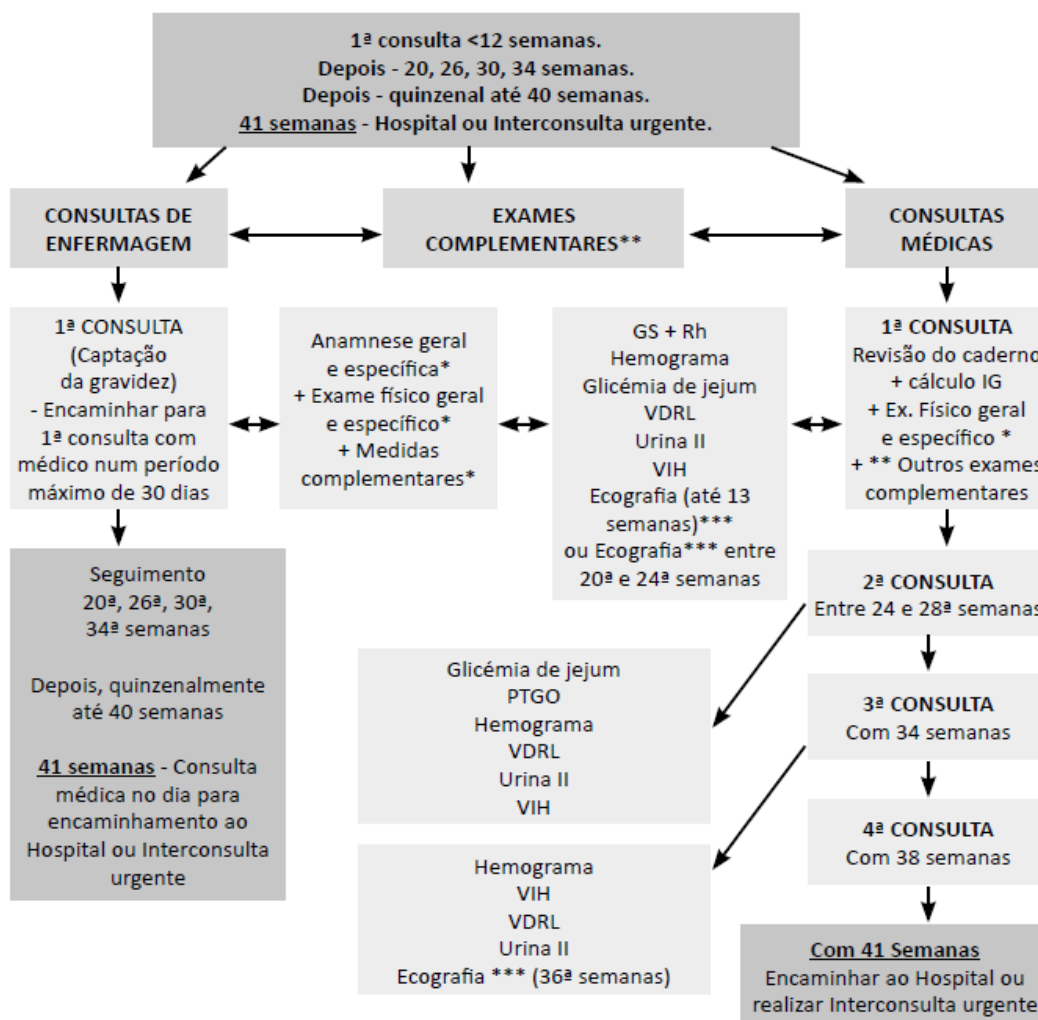 1ª consulta <12 semanas.
Depois - 20, 26, 30, 34 semanas.
Depois - quinzenal até 40 semanas.
41 semanas - Hospital ou Interconsulta urgente.
CONSULTAS DE
ENFERMAGEM
EXAMES
COMPLEMENTARES**
CONSULTAS
MÉDICAS
1ª CONSULTA
(Captação
da gravidez)
- Encaminhar para
1ª consulta com
médico num período
máximo de 30 dias
Anamnese geral
e específica*
+ Exame físico geral
e específico*
+ Medidas
complementares*
GS + Rh
Hemograma
Glicémia de jejum
VDRL
Urina II
VIH
Ecografia (até 13
semanas)***
ou Ecografia*** entre
20ª e 24ª semanas
1ª CONSULTA
Revisão do caderno
+ cálculo IG
+ Ex. Físico geral
e específico *
+ ** Outros exames
complementares
Seguimento
20ª, 26ª, 30ª,
34ª semanas
Depois, quinzenalmente
até 40 semanas
41 semanas - Consulta
médica no dia para
encaminhamento ao
Hospital ou Interconsulta
urgente
2ª CONSULTA
Entre 24 e 28ª semanas
Glicémia de jejum
PTGO
Hemograma
VDRL
Urina II
VIH
3ª CONSULTA
Com 34 semanas
4ª CONSULTA
Com 38 semanas
Hemograma
VIH
VDRL
Urina II
Ecografia *** (36ª semanas)
Com 41 Semanas
Encaminhar ao Hospital ou
realizar Interconsulta urgente